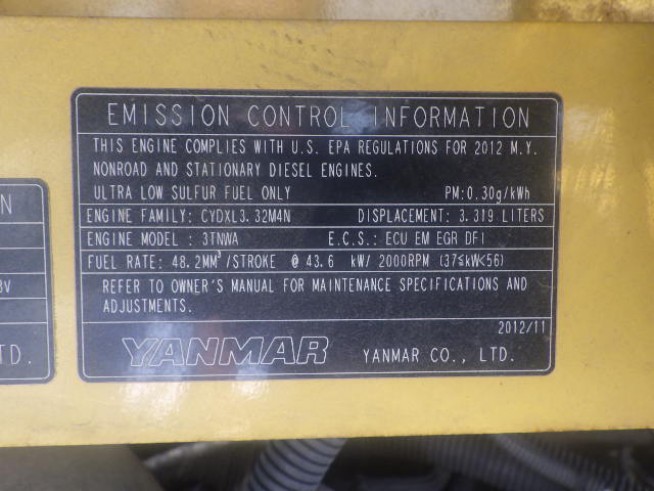 EMISSION CONTROL INFORMATION
THIS ENGINE COMPLIES WITH U.S. EPA REGULATIONS FOR 2012 M.Y.
NONROAD AND STATIONARY DIESEL ENGINES.
ULTRA LOW SULFUR FUEL ONLY PM:0.30g/kWh
ENGINE FAMILY: CYDXL3.32M4N DISPLACEMENT: 3.319 LITERS
ENGINE MODEL : 3TNWA E.C.S.: ECU EM EGR DFI
FUEL RATE: 48.2MM³/STROKE @ 43.6 kW/ 2000RPM (37≤kW<56)
REFER TO OWNER'S MANUAL FOR MAINTENANCE SPECIFICATIONS AND
ADJUSTMENTS.
2012/11
YANMAR YANMAR CO., LTD.
N
V
TD.